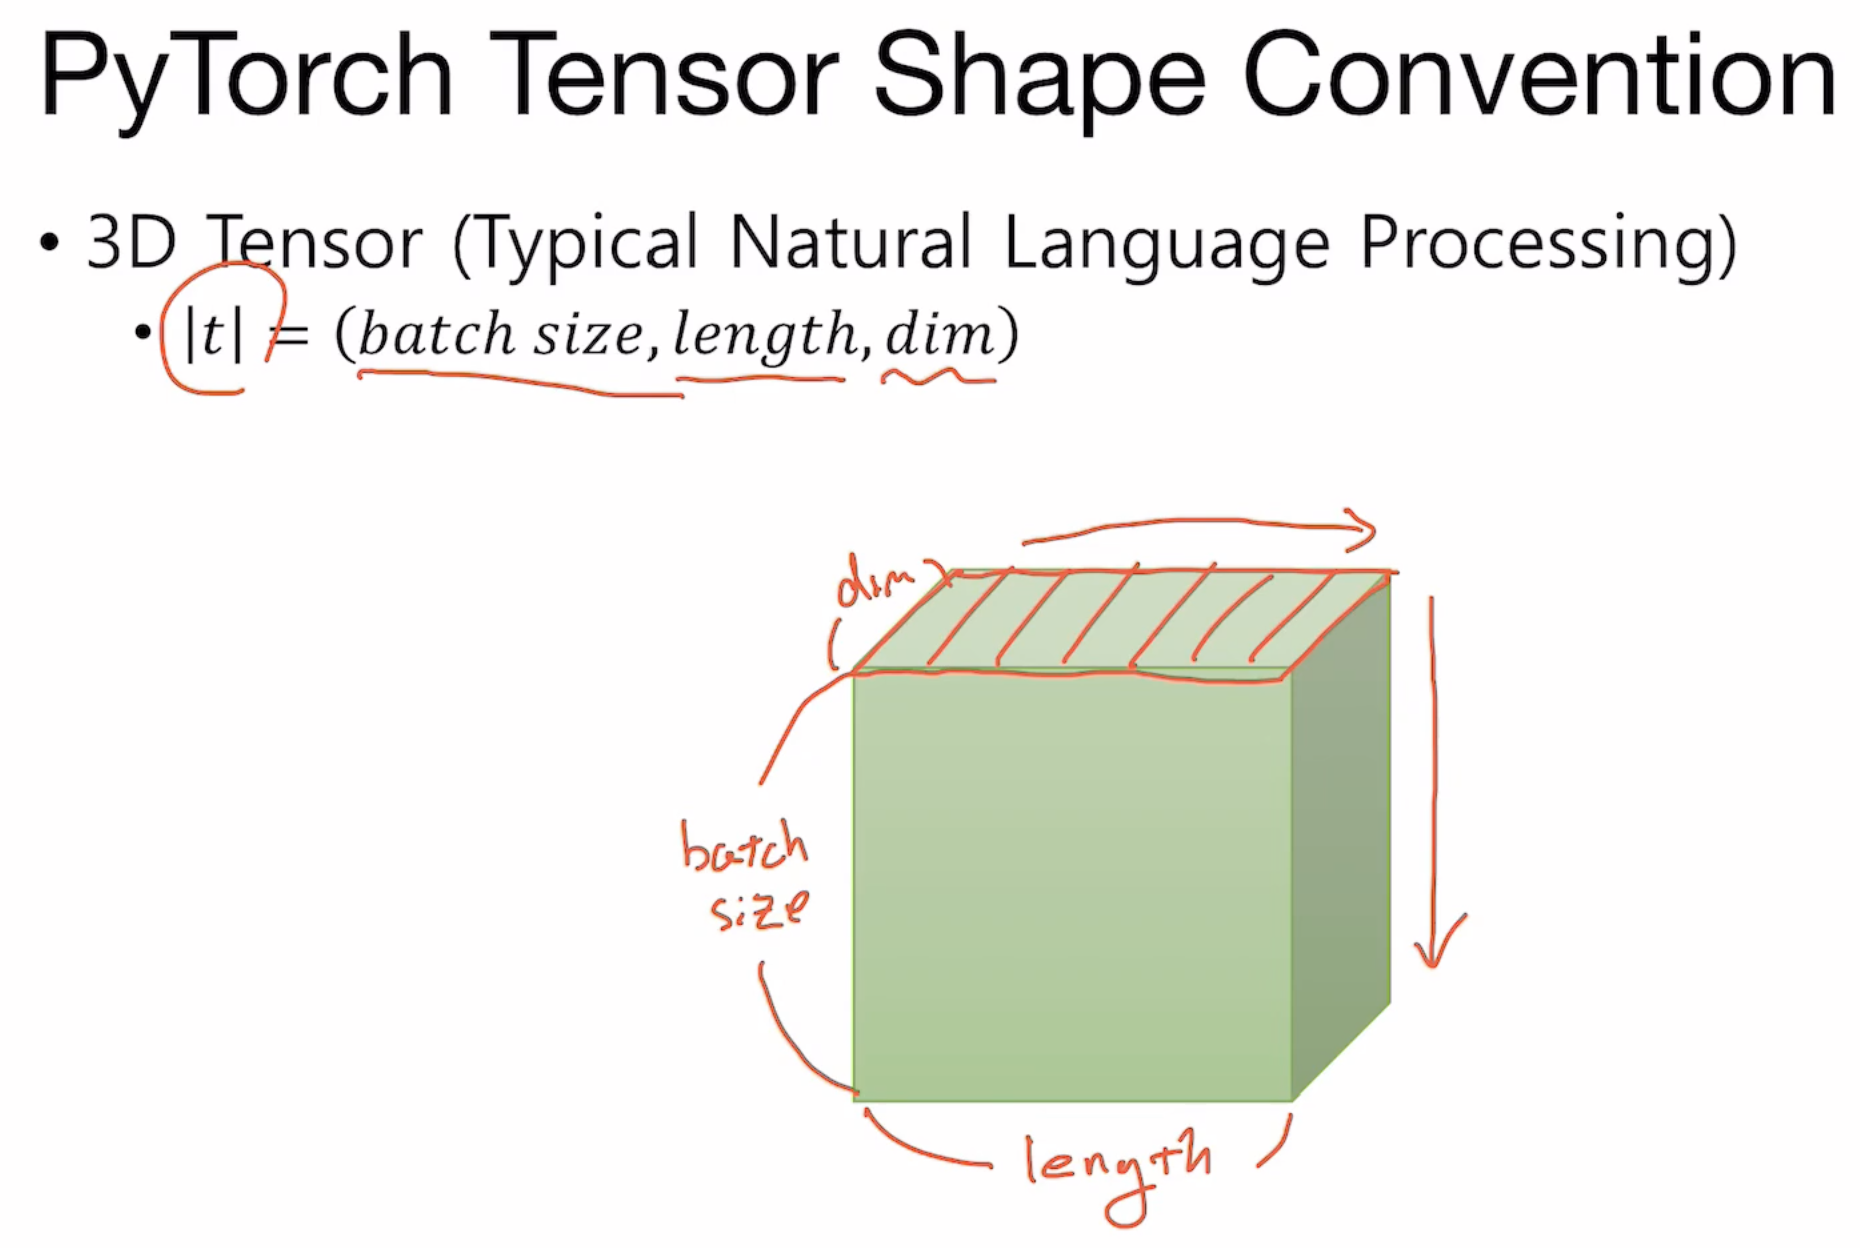 PyTorch Tensor Shape Convention
• 3D Tensor (Typical Natural Language Processing)
• |t| = (batch size, length, dim)
dim
batch
size
length